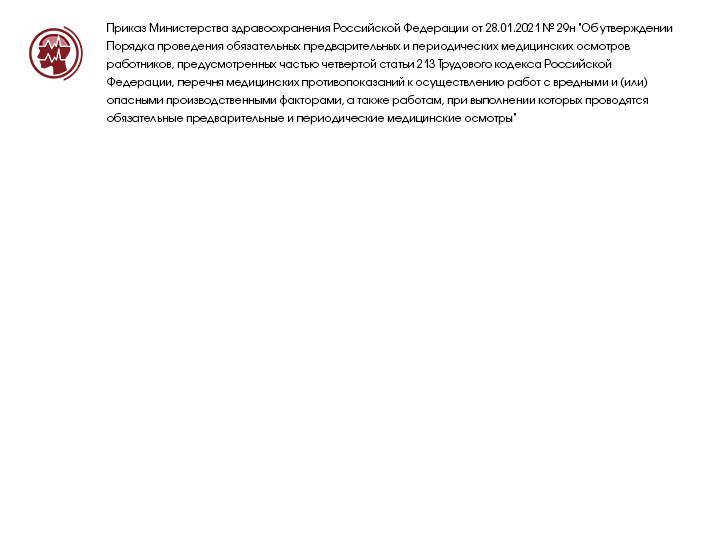 Приказ Министерства здравоохранения Российской Федерации от 28.01.2021 № 29н "Об утверждении
Порядка проведения обязательных предварительных и периодических медицинских осмотров
работников, предусмотренных частью четвертой статьи 213 Трудового кодекса Российской
Федерации, перечня медицинских противопоказаний к осуществлению работ с вредными и (или)
опасными производственными факторами, а также работам, при выполнении которых проводятся
обязательные предварительные и периодические медицинские осмотры"